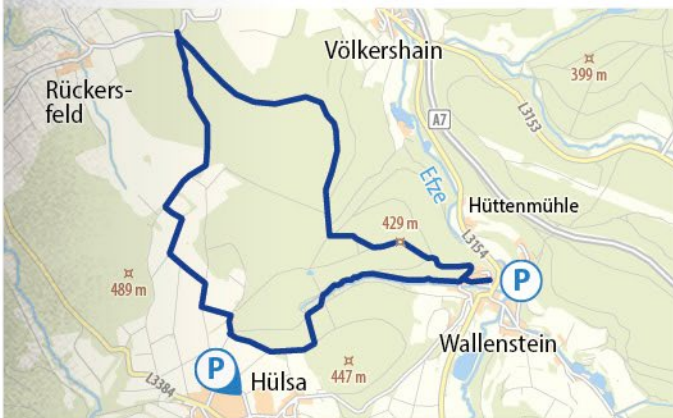 Völkershain
399 m
Rückers-
feld
A7
L3153
Efze
Hüttenmühle
429 m
L3154
P
489 m
Wallenstein
P
Hülsa
447 m
L3384